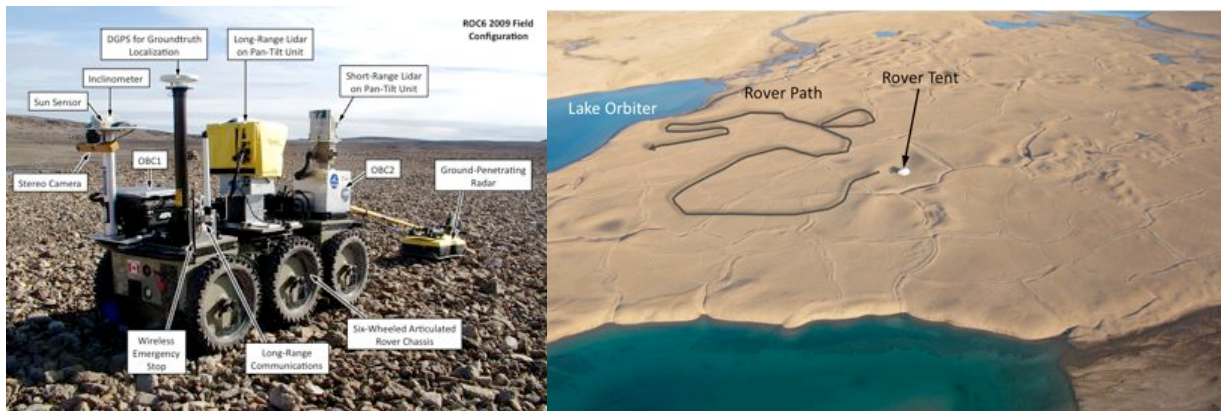 ROC6 2009 Field
Configuration
DGPS for Groundtruth
Localization
Long-Range Lidar
on Pan-Tilt Unit
Inclinometer
Short-Range Lidar
on Pan-Tilt Unit
Sun Sensor
OBC1
OBC2
Stereo Camera
Ground-Penetrating
Radar
Six-Wheeled Articulated
Rover Chassis
Wireless
Emergency
Stop
Long-Range
Communications
Rover Tent
Rover Path
Lake Orbiter